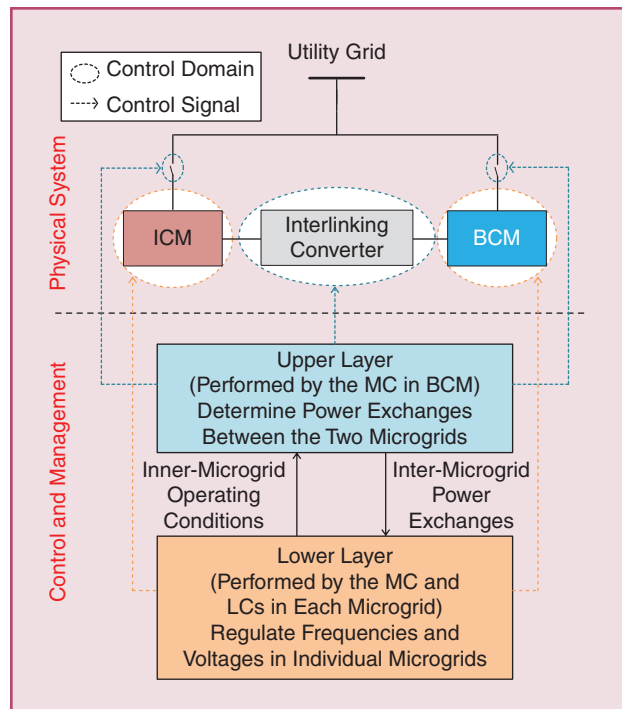 Utility Grid
Control Domain
Control Signal
Physical System
ICM
Interlinking
Converter
BCM
Control and Management
Upper Layer
(Performed by the MC in BCM)
Determine Power Exchanges
Between the Two Microgrids
Inner-Microgrid
Operating
Conditions
Inter-Microgrid
Power
Exchanges
Lower Layer
(Performed by the MC and
LCs in Each Microgrid)
Regulate Frequencies and
Voltages in Individual Microgrids